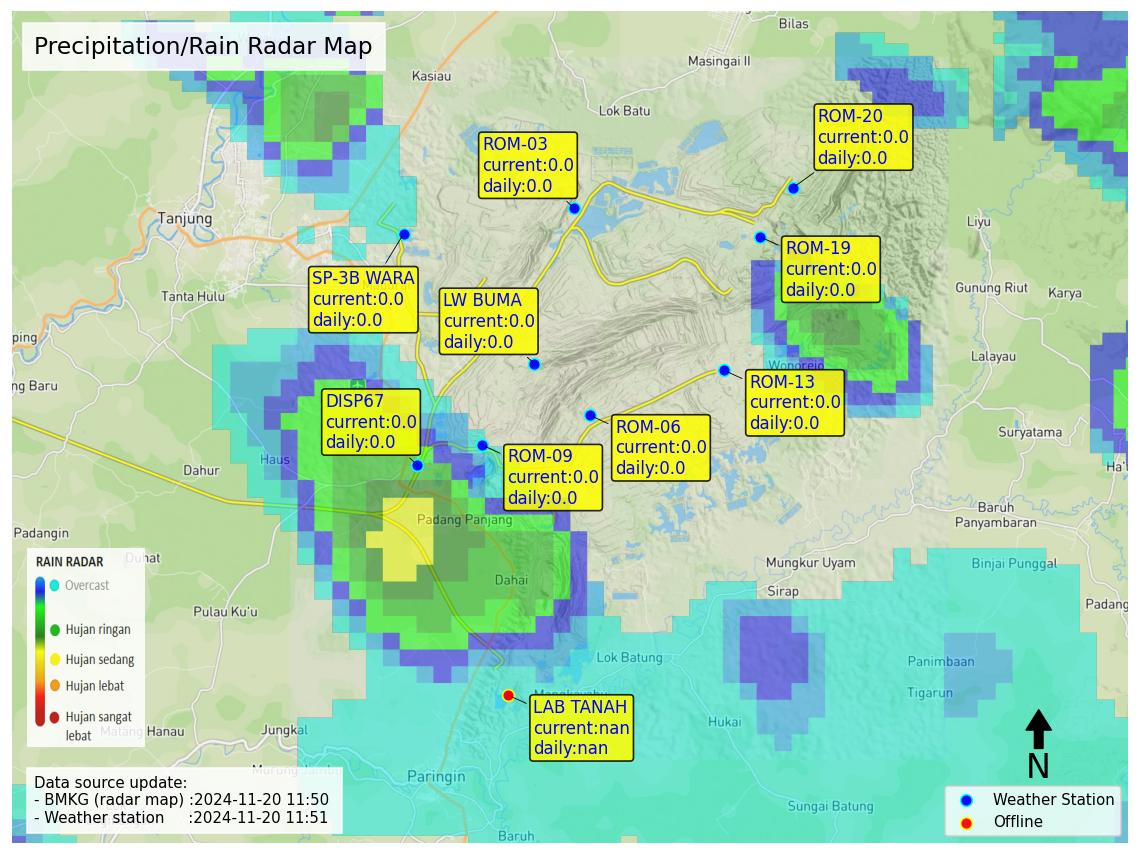 Precipitation/Rain Radar Map
Bilas
Masingai II
Kasiau
Lok Batu
ROM-20
current:0.0
daily:0.0
ROM-03
current:0.0
daily:0.0
Tanjung
Liyu
ROM-19
current:0.0
daily:0.0
SP-3B WARA
current:0.0
daily:0.0
Tanta Hulu
LW BUMA
current:0.0
daily:0.0
Gunung Riut
Karya
ping
Lalayau
Wonorejo
ng Baru
ROM-13
current:0.0
daily:0.0
DISP67
current:0.0
daily:0.0
ROM-06
current:0.0
daily:0.0
Suryatama
Haus
Dahur
ROM-09
current:0.0
daily:0.0
Ha'u
Baruh
Panyambaran
Padang Panjang
Padangin
Duhat
Mungkur Uyam
Binjai Punggal
RAIN RADAR
Overcast
Hujan ringan
Hujan sedang
Hujan lebat
Hujan sangat
lebat
Dahai
Sirap
Padang
Pulau Ku'u
Lok Batung
Panimbaan
Tigarun
LAB TANAH
current:nan
daily:nan
Hukai
Matang Hanau
Jungkal
N
Paringin
Data source update:
- BMKG (radar map) :2024-11-20 11:50
- Weather station :2024-11-20 11:51
Sungai Batung
Baruh
Weather Station
Offline